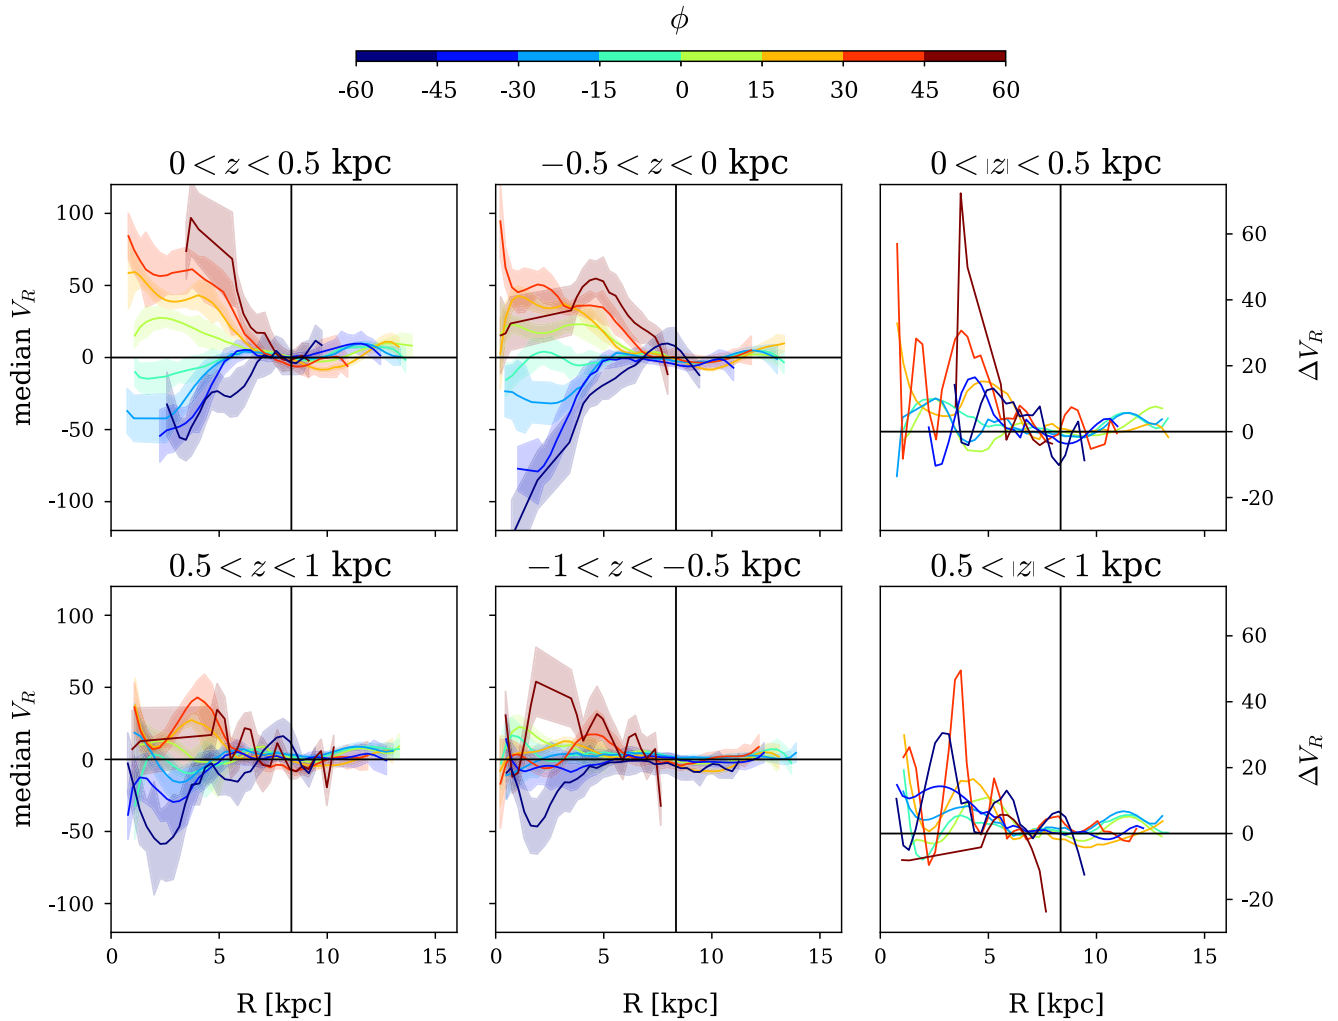 ϕ
-60 -45 -30 -15 0 15 30 45 60
0 < z < 0.5 kpc
−0.5 < z < 0 kpc
0 < |z| < 0.5 kpc
median V_R
100
50
0
-50
-100
60
40
20
0
-20
ΔV_R
0.5 < z < 1 kpc
−1 < z < −0.5 kpc
0.5 < |z| < 1 kpc
median V_R
100
50
0
-50
-100
60
40
20
0
-20
ΔV_R
0 5 10 15
0 5 10 15
0 5 10 15
R [kpc]
R [kpc]
R [kpc]